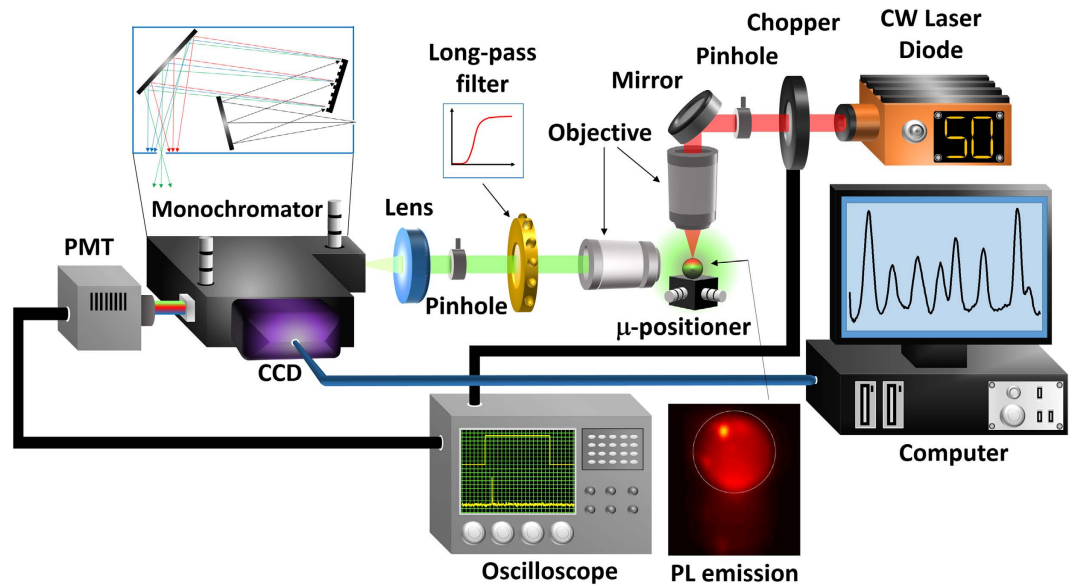 Chopper
CW Laser
Diode
Pinhole
Long-pass
filter
Mirror
Objective
50
Monochromator
Lens
PMT
Pinhole
μ-positioner
CCD
Computer
Oscilloscope
PL emission